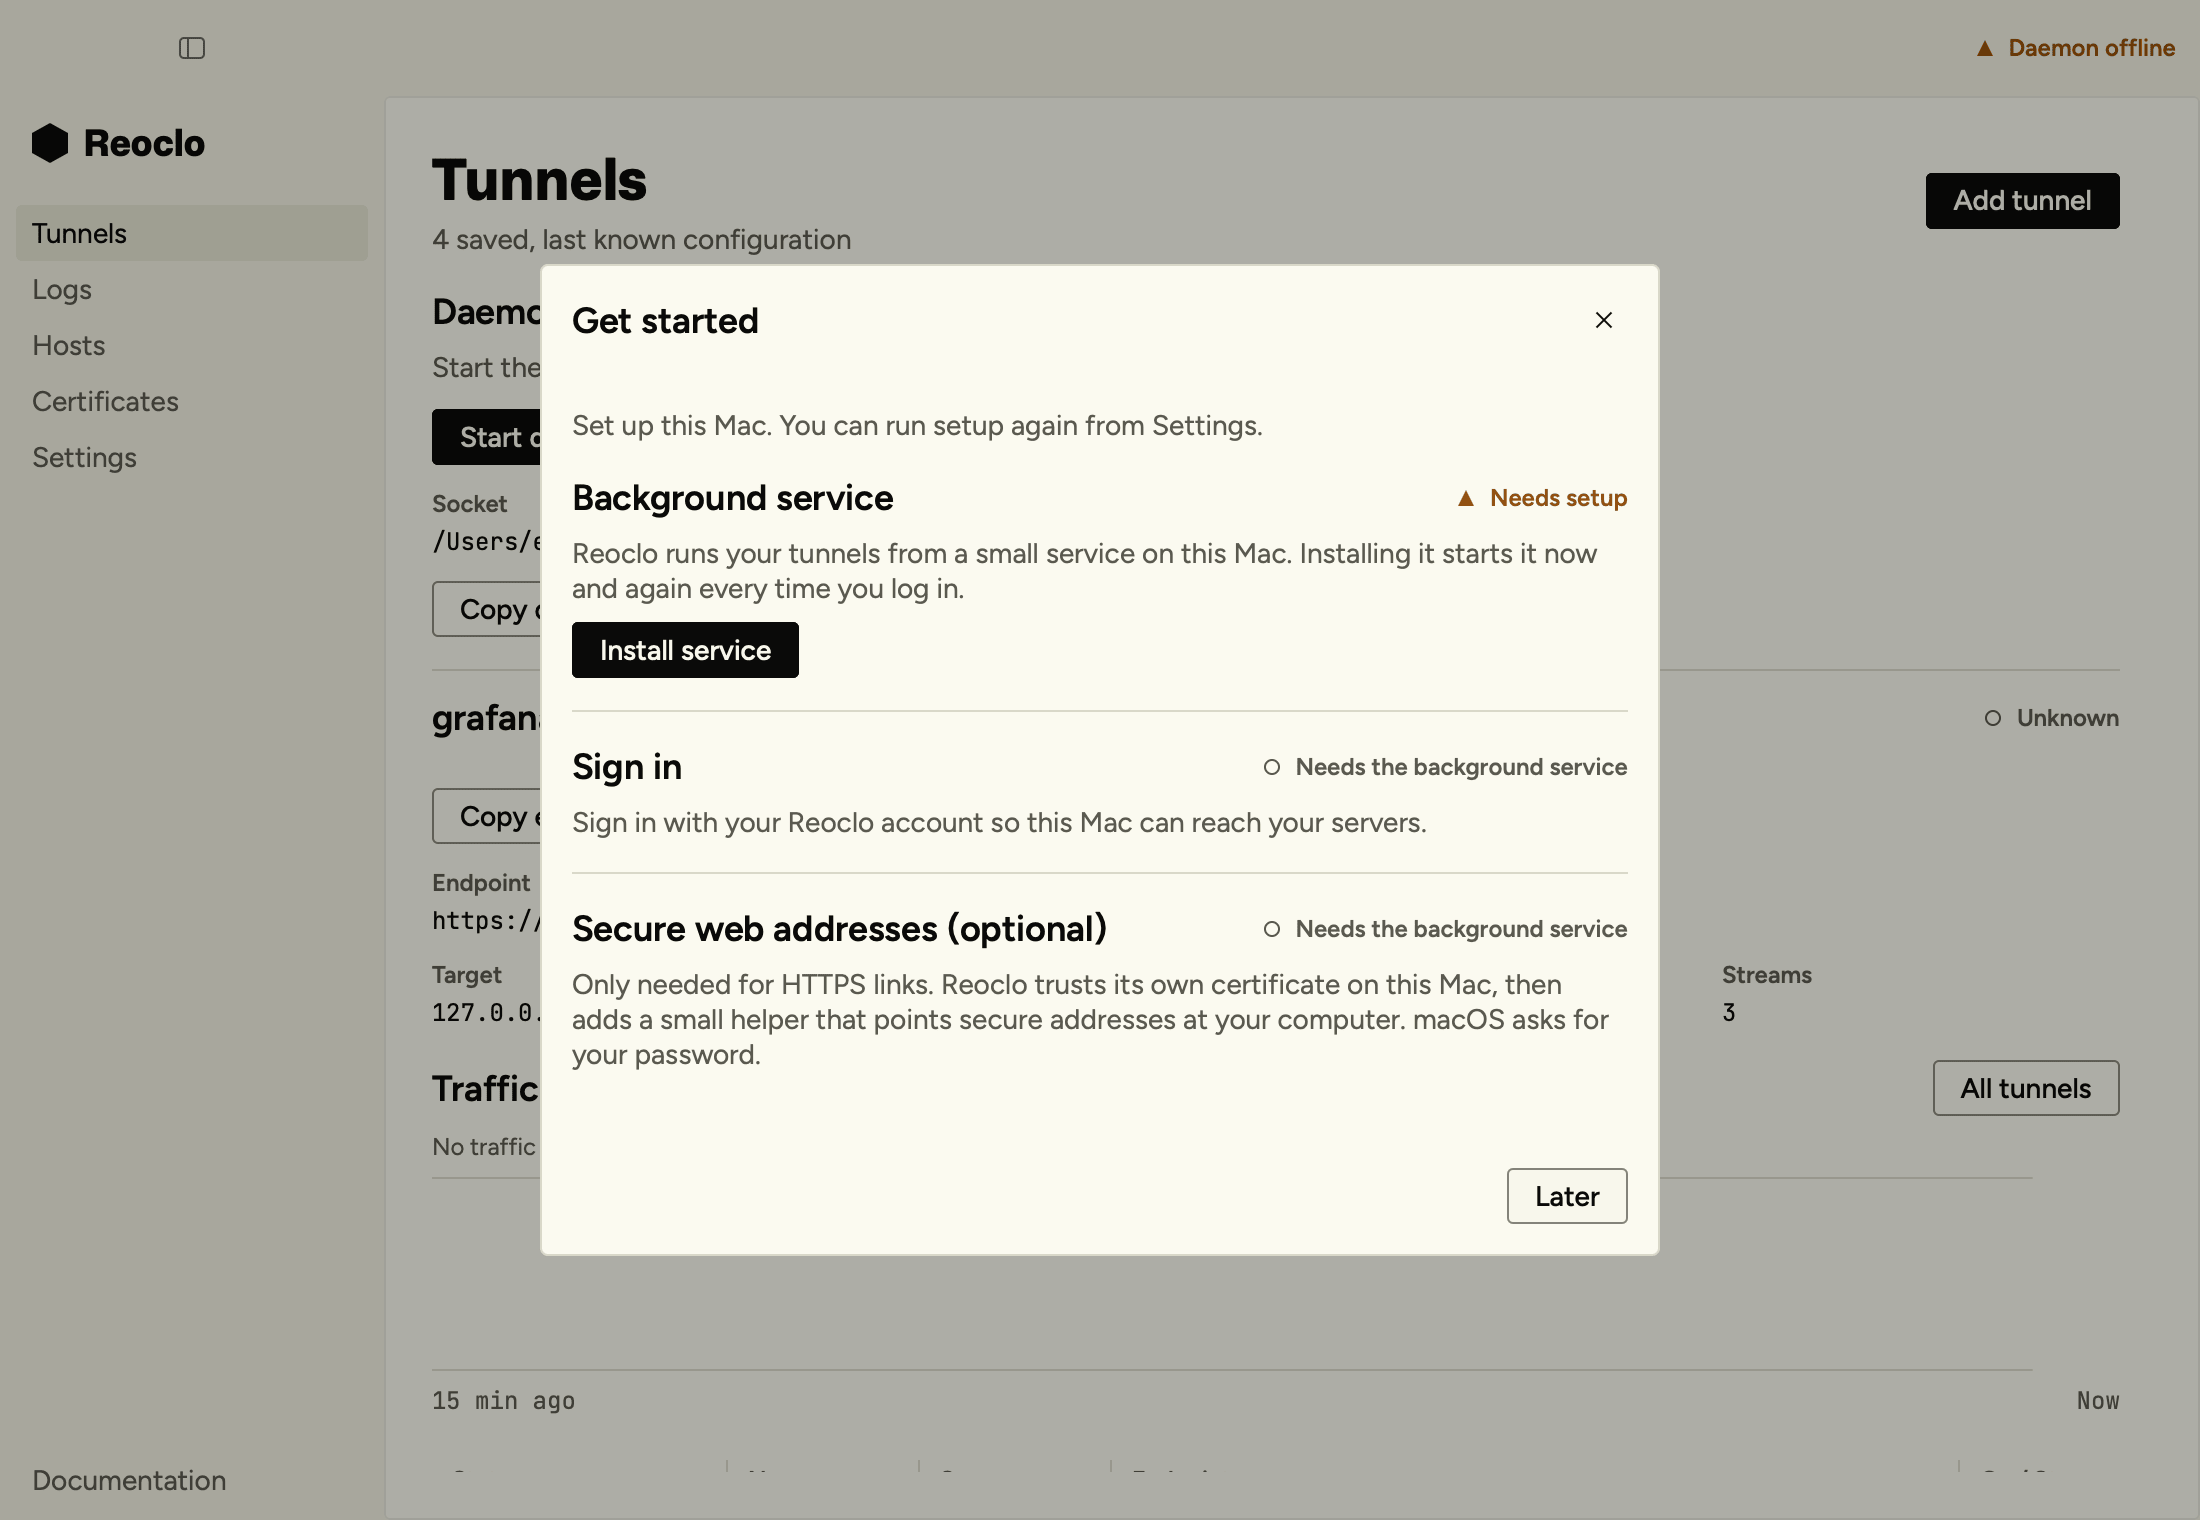 Daemon offline
Reoclo
Tunnels
Logs
Hosts
Certificates
Settings
Documentation
Tunnels
4 saved, last known configuration
Add tunnel
Start the
Start
Socket
Copy
Unknown
Copy
Endpoint
https://
Target
127.0.0.
Streams
3
Traffic
All tunnels
No traffic
15 min ago
Now
Get started
Set up this Mac. You can run setup again from Settings.
Background service
Needs setup
Reoclo runs your tunnels from a small service on this Mac. Installing it starts it now
and again every time you log in.
Install service
Sign in
Needs the background service
Sign in with your Reoclo account so this Mac can reach your servers.
Secure web addresses (optional)
Needs the background service
Only needed for HTTPS links. Reoclo trusts its own certificate on this Mac, then
adds a small helper that points secure addresses at your computer. macOS asks for
your password.
Later